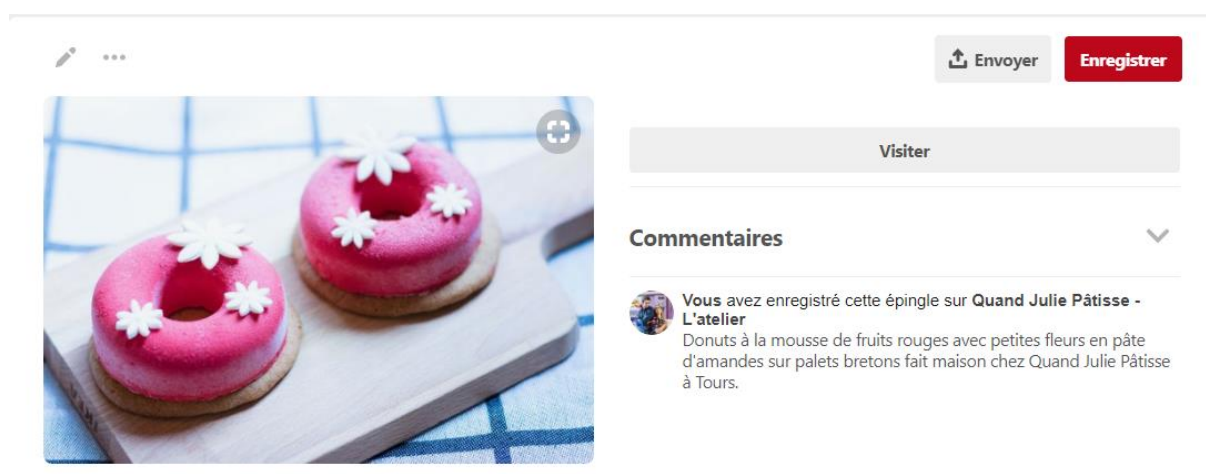 Envoyer
Enregistrer
Visiter
Commentaires
Vous avez enregistré cette épingle sur Quand Julie Pâtisse -
L'atelier
Donuts à la mousse de fruits rouges avec petites fleurs en pâte
d'amandes sur palets bretons fait maison chez Quand Julie Pâtisse
à Tours.
IKEA